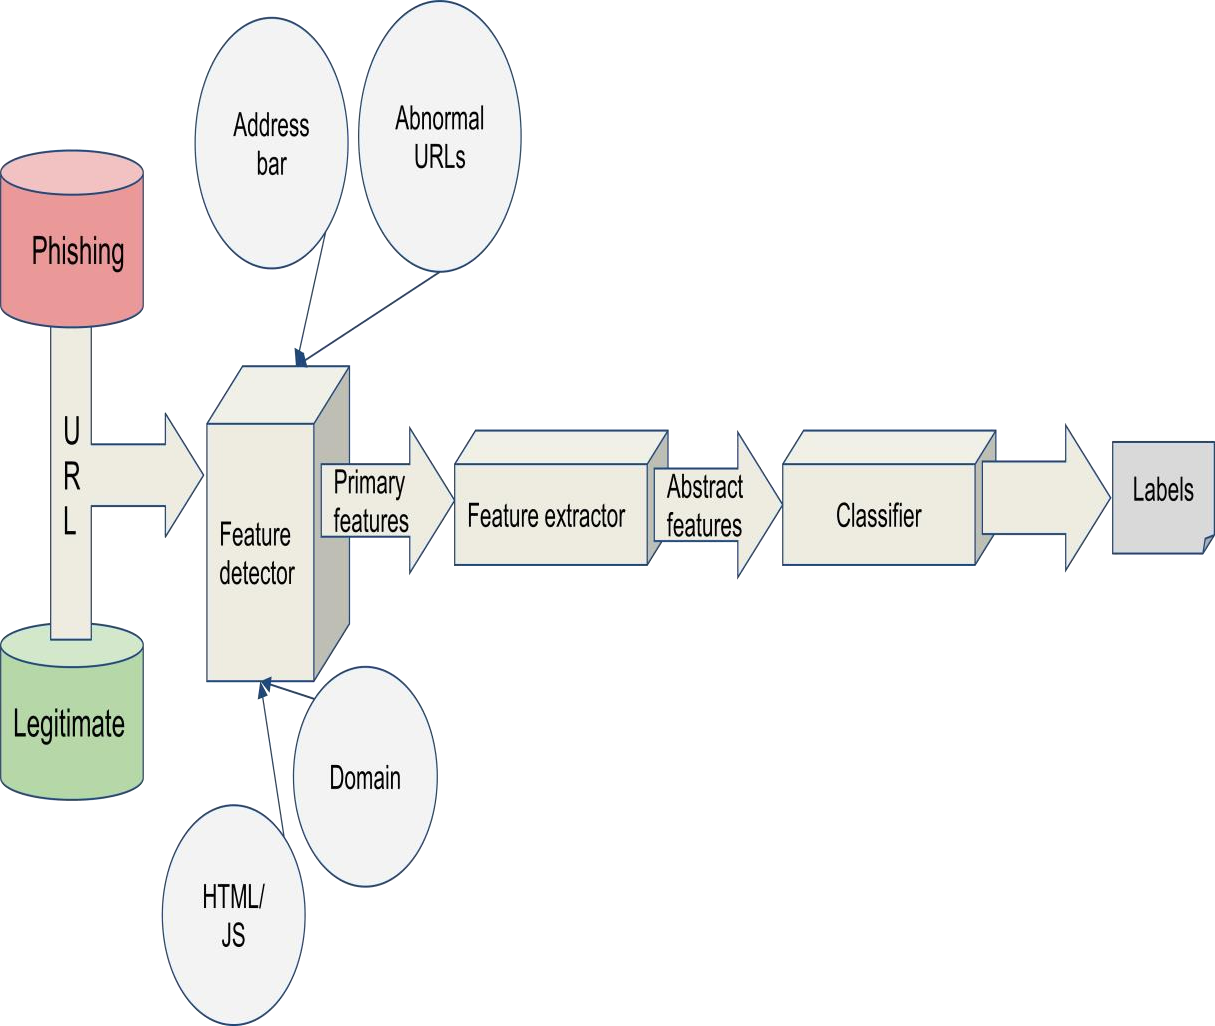 Address
bar
Abnormal
URLs
Phishing
U
R
L
Legitimate
Feature
detector
Primary
features
Feature extractor
Abstract
features
Classifier
Labels
Domain
HTML/
JS